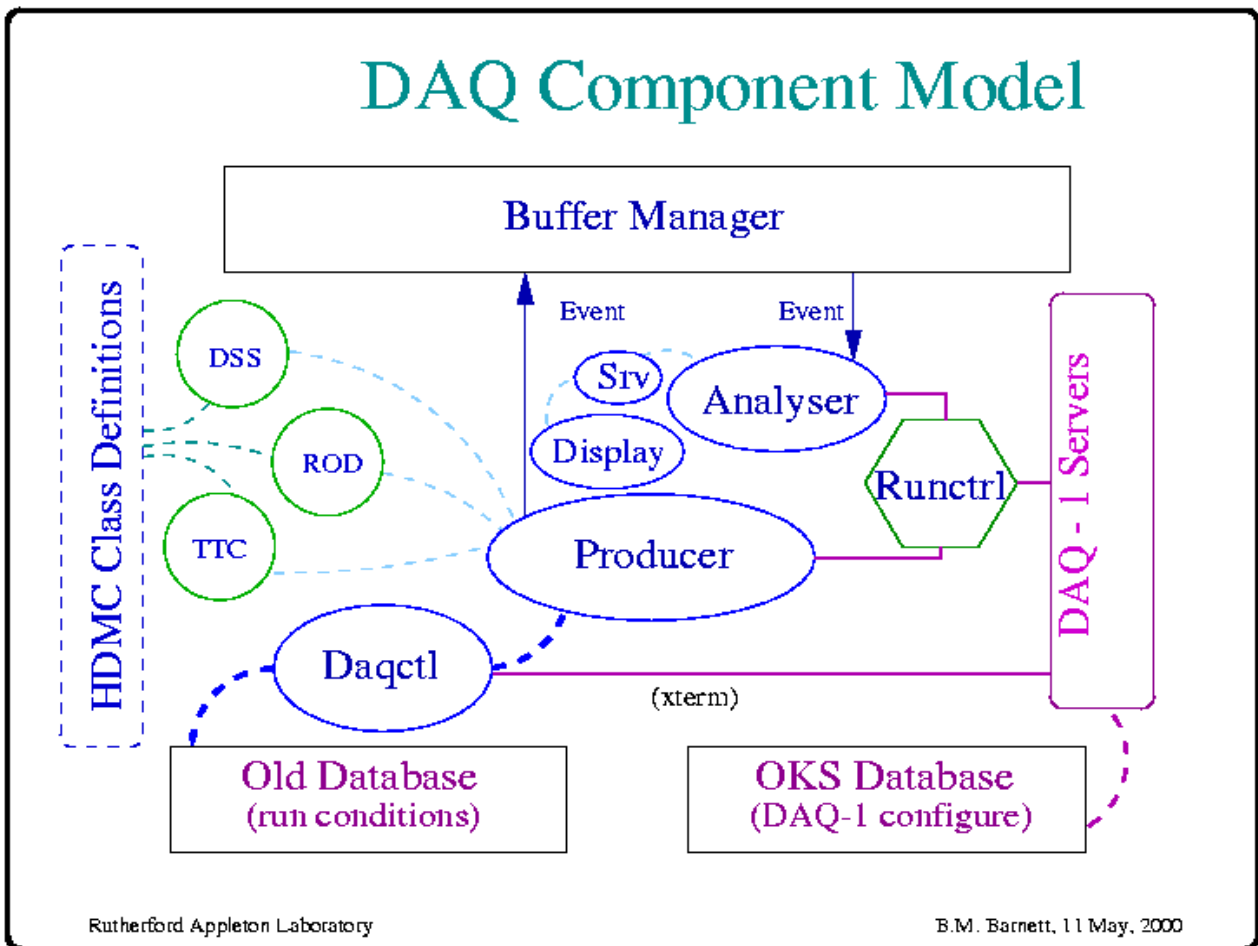 DAQ Component Model
Buffer Manager
HDMC Class Definitions
DSS
ROD
TTC
Event
Event
Srv
Analyser
Display
Runctrl
Producer
DAQ - 1 Servers
Daqctl
(xterm)
Old Database
(run conditions)
OKS Database
(DAQ-1 configure)
Rutherford Appleton Laboratory
B.M. Barnett, 11 May, 2000